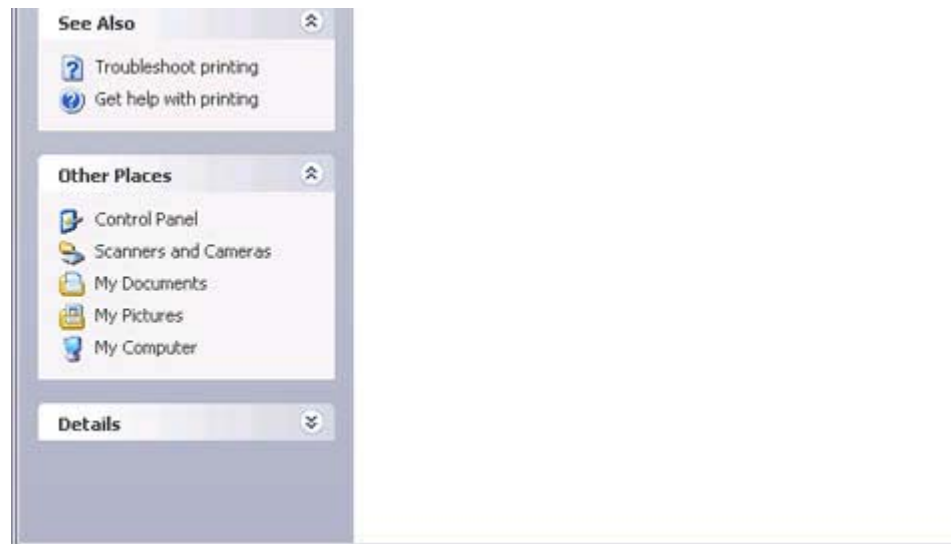 See Also
Troubleshoot printing
Get help with printing
Other Places
Control Panel
Scanners and Cameras
My Documents
My Pictures
My Computer
Details